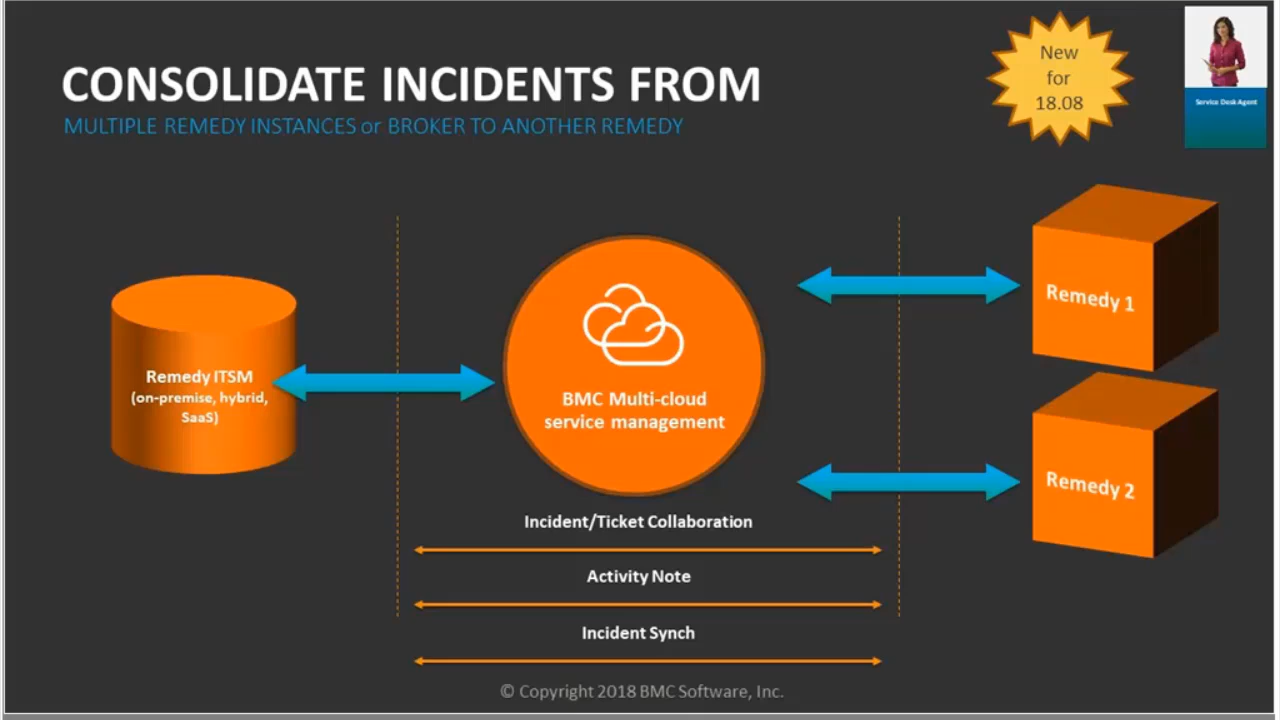 CONSOLIDATE INCIDENTS FROM
MULTIPLE REMEDY INSTANCES or BROKER TO ANOTHER REMEDY
New
for
18.08
Service Desk Agent
Remedy ITSM
(on-premise, hybrid,
SaaS)
BMC Multi-cloud
service management
Remedy 1
Remedy 2
Incident/Ticket Collaboration
Activity Note
Incident Synch
© Copyright 2018 BMC Software, Inc.